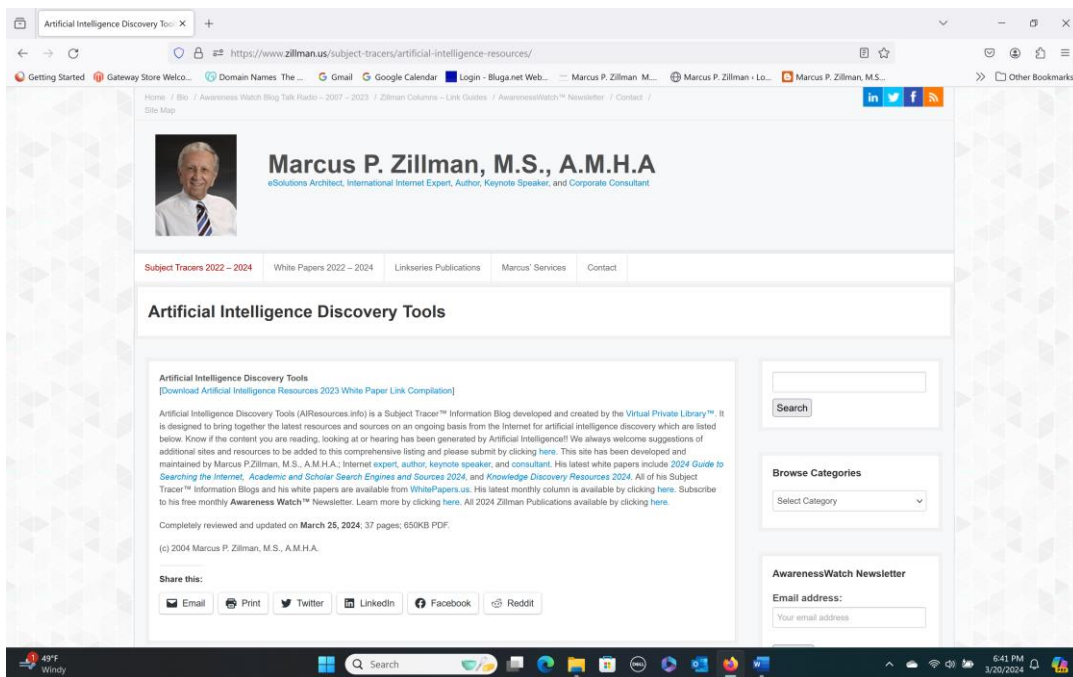 Artificial Intelligence Discovery Tool
https://www.zillman.us/subject-tracers/artificial-intelligence-resources/
Getting Started Gateway Store Welco... Domain Names The ... Gmail Google Calendar Login - Bluga.net Web... Marcus P. Zillman M... Marcus P. Zillman › Lo... Marcus P. Zillman, M.S... Other Bookmarks
Home / Bio / Awareness Watch Blog Talk Radio – 2007 – 2023 / Zillman Columns – Link Guides / AwarenessWatch™ Newsletter / Contact /
Site Map
Marcus P. Zillman, M.S., A.M.H.A
eSolutions Architect, International Internet Expert, Author, Keynote Speaker, and Corporate Consultant
Subject Tracers 2022 – 2024 White Papers 2022 – 2024 Linkseries Publications Marcus' Services Contact
Artificial Intelligence Discovery Tools
Artificial Intelligence Discovery Tools
[Download Artificial Intelligence Resources 2023 White Paper Link Compilation]
Artificial Intelligence Discovery Tools (AIResources.info) is a Subject Tracer™ Information Blog developed and created by the Virtual Private Library™. It
is designed to bring together the latest resources and sources on an ongoing basis from the Internet for artificial intelligence discovery which are listed
below. Know if the content you are reading, looking at or hearing has been generated by Artificial Intelligence!! We always welcome suggestions of
additional sites and resources to be added to this comprehensive listing and please submit by clicking here. This site has been developed and
maintained by Marcus P.Zillman, M.S., A.M.H.A.; Internet expert, author, keynote speaker, and consultant. His latest white papers include 2024 Guide to
Searching the Internet, Academic and Scholar Search Engines and Sources 2024, and Knowledge Discovery Resources 2024. All of his Subject
Tracer™ Information Blogs and his white papers are available from WhitePapers.us. His latest monthly column is available by clicking here. Subscribe
to his free monthly Awareness Watch™ Newsletter. Learn more by clicking here. All 2024 Zillman Publications available by clicking here.
Completely reviewed and updated on March 25, 2024; 37 pages; 650KB PDF.
(c) 2004 Marcus P. Zillman, M.S., A.M.H.A.
Share this:
Email Print Twitter LinkedIn Facebook Reddit
Search
Browse Categories
Select Category
AwarenessWatch Newsletter
Email address:
Your email address
1
49°F
Windy
Search
DELL
6:41 PM
3/20/2024